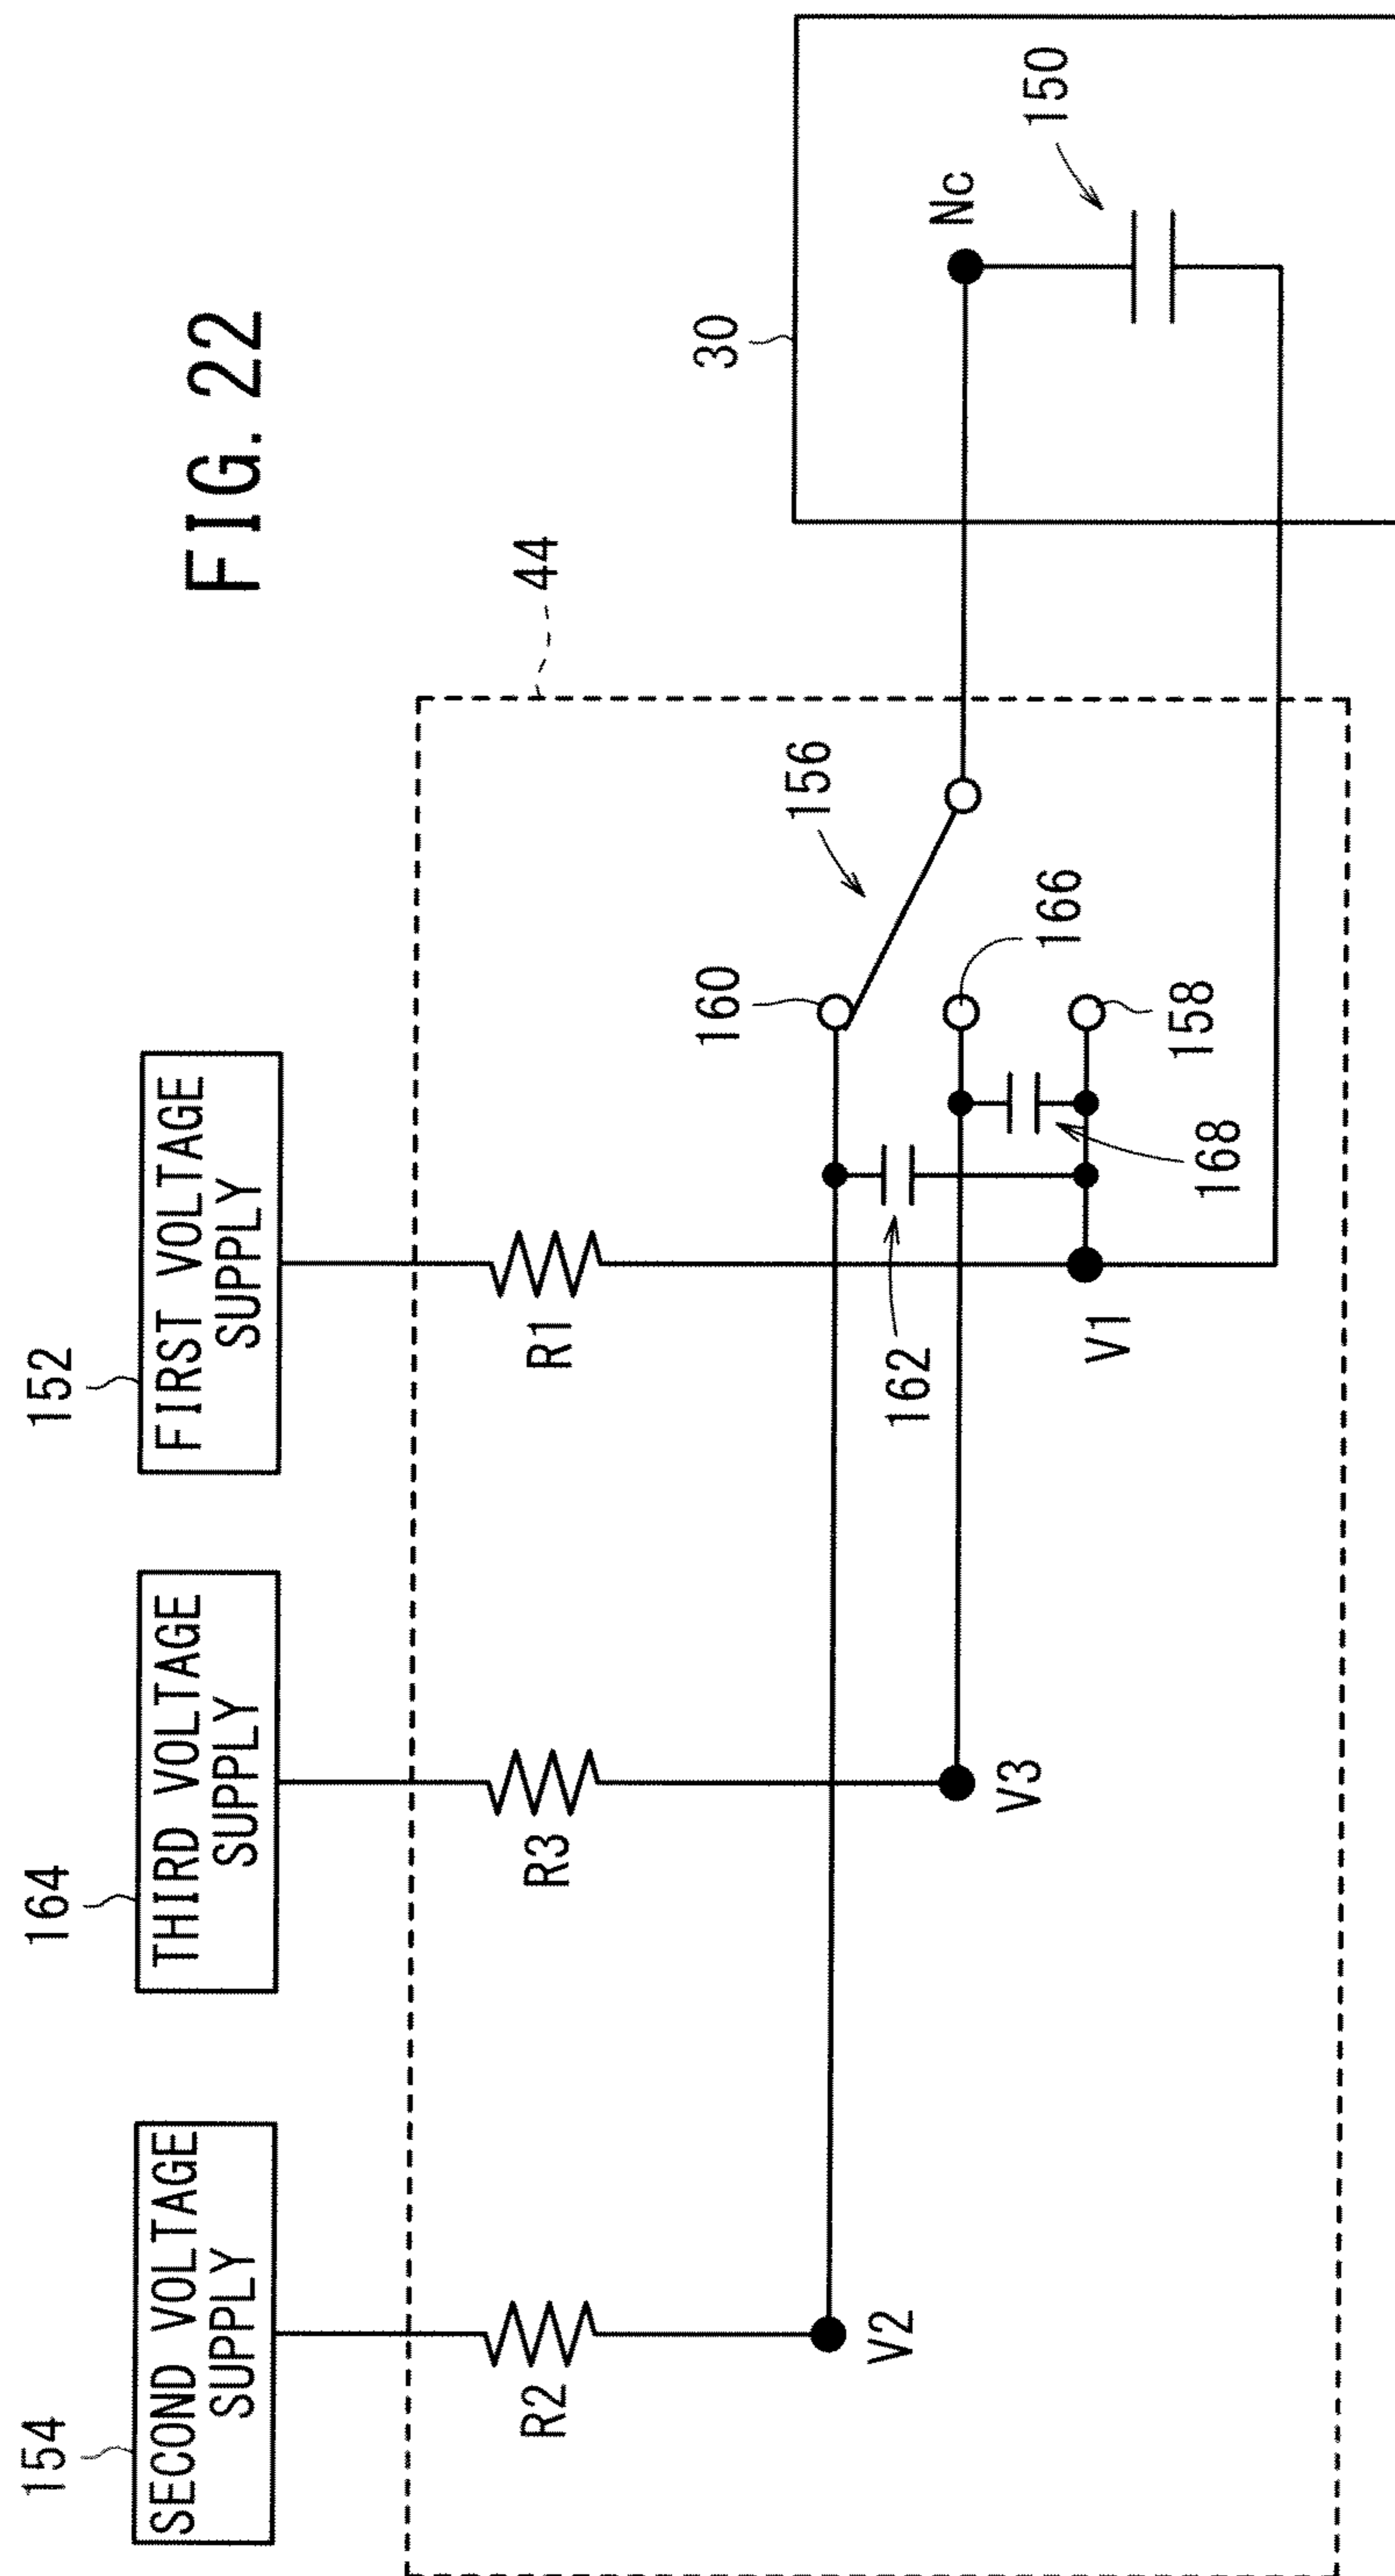 FIG. 22
154
SECOND VOLTAGE
SUPPLY
164
THIRD VOLTAGE
SUPPLY
152
FIRST VOLTAGE
SUPPLY
44
R2
R3
R1
30
160
156
V2
162
Nc
V3
166
150
V1
168
158